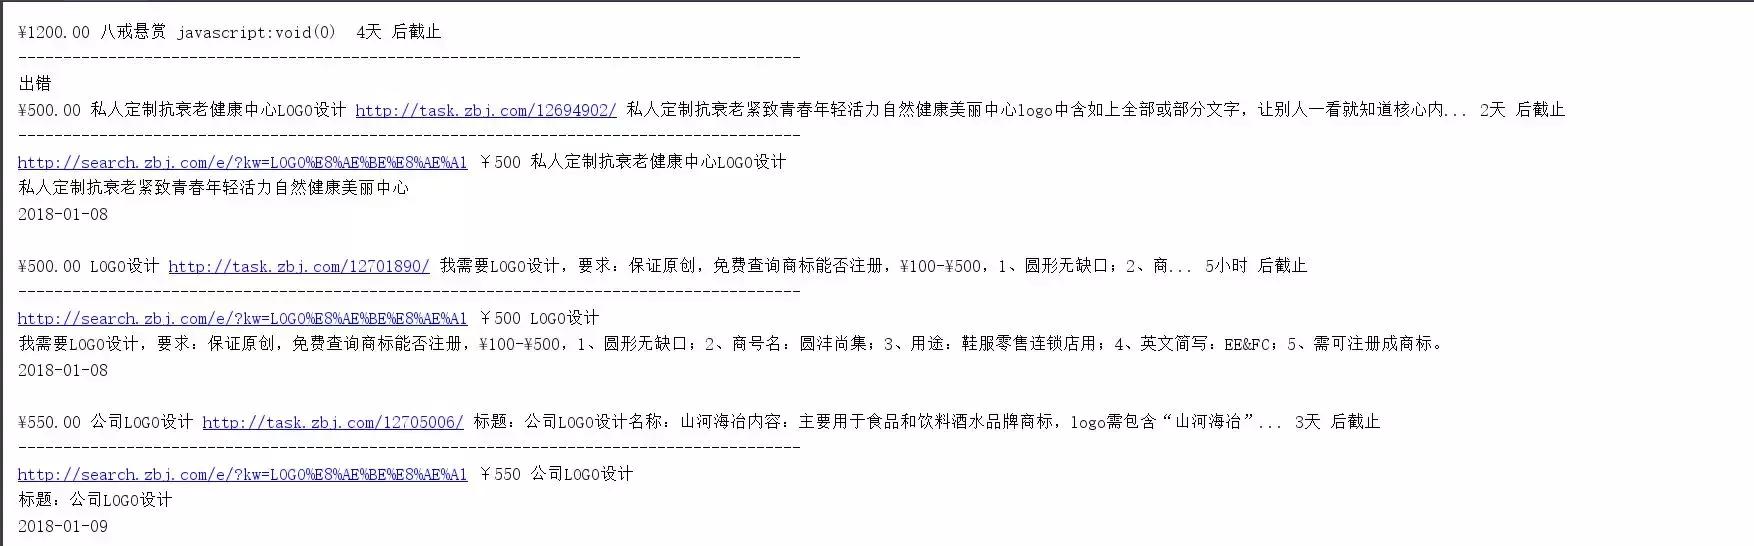 ¥1200.00 八戒悬赏 javascript:void(0)  4天 后截止
---------------------------------------------------------------------------------------
出错
¥500.00 私人定制抗衰老健康中心LOGO设计 http://task.zbj.com/12694902/ 私人定制抗衰老紧致青春年轻活力自然健康美丽中心logo中含如上全部或部分文字，让别人一看就知道核心内... 2天 后截止
---------------------------------------------------------------------------------------
http://search.zbj.com/e/?kw=LOGO%E8%AE%BE%E8%AE%A1 ￥500 私人定制抗衰老健康中心LOGO设计
私人定制抗衰老紧致青春年轻活力自然健康美丽中心
2018-01-08
¥500.00 LOGO设计 http://task.zbj.com/12701890/ 我需要LOGO设计，要求：保证原创，免费查询商标能否注册，¥100-¥500，1、圆形无缺口；2、商... 5小时 后截止
---------------------------------------------------------------------------------------
http://search.zbj.com/e/?kw=LOGO%E8%AE%BE%E8%AE%A1 ￥500 LOGO设计
我需要LOGO设计，要求：保证原创，免费查询商标能否注册，¥100-¥500，1、圆形无缺口；2、商号名：圆沣尚集；3、用途：鞋服零售连锁店用；4、英文简写：EE&FC；5、需可注册成商标。
2018-01-08
¥550.00 公司LOGO设计 http://task.zbj.com/12705006/ 标题：公司LOGO设计名称：山河海冶内容：主要用于食品和饮料酒水品牌商标，logo需包含“山河海冶”... 3天 后截止
---------------------------------------------------------------------------------------
http://search.zbj.com/e/?kw=LOGO%E8%AE%BE%E8%AE%A1 ￥550 公司LOGO设计
标题：公司LOGO设计
2018-01-09